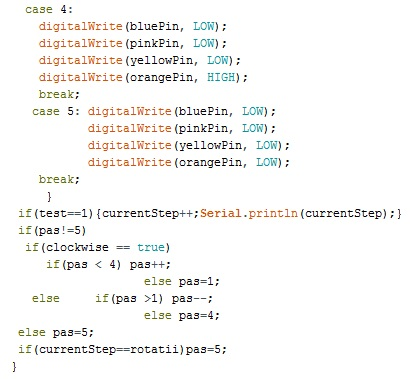 case 4:
digitalWrite(bluePin, LOW);
digitalWrite(pinkPin, LOW);
digitalWrite(yellowPin, LOW);
digitalWrite(orangePin, HIGH);
break;
case 5: digitalWrite(bluePin, LOW);
digitalWrite(pinkPin, LOW);
digitalWrite(yellowPin, LOW);
digitalWrite(orangePin, LOW);
break;
}
if(test==1){currentStep++;Serial.println(currentStep);}
if(pas!=5)
if(clockwise == true)
if(pas < 4) pas++;
else pas=1;
else if(pas >1) pas--;
else pas=4;
else pas=5;
if(currentStep==rotatii)pas=5;
}